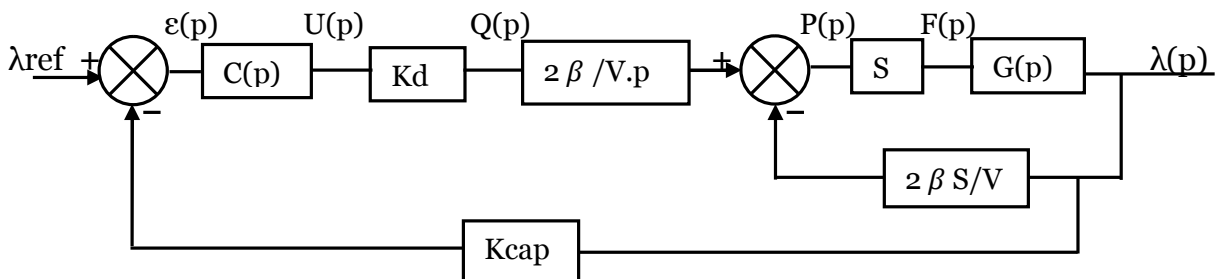 ε(p) U(p) Q(p) P(p) F(p)
λref + C(p) Kd 2 β /V.p + S G(p) λ(p)
− −
2 β S/V
Kcap